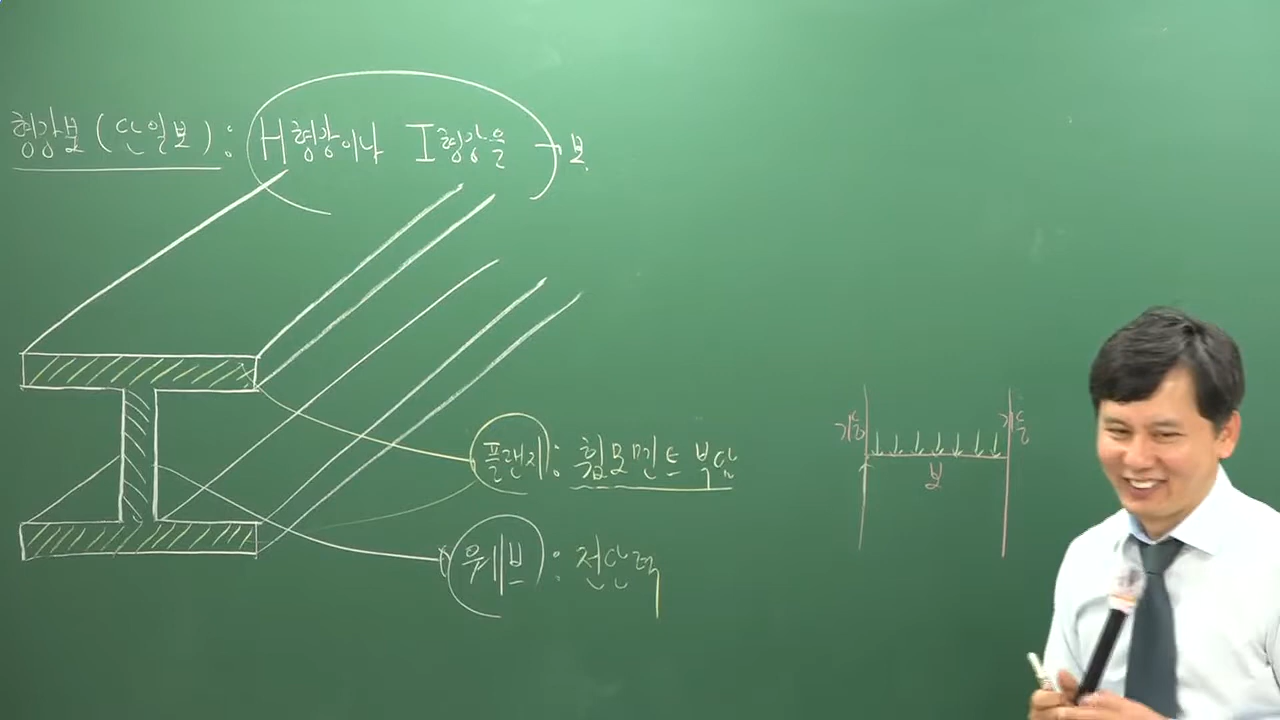 형강보(단일보): H형강이나 I형강을 → 보
플랜지: 휨모멘트 부담
웨브: 전단력
기둥
기둥
보